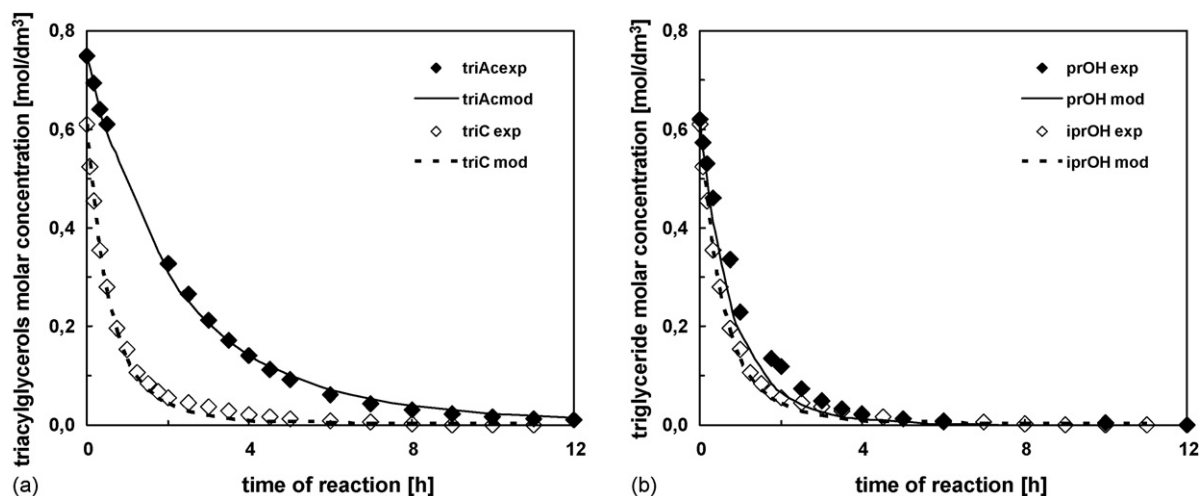 triacylglycerols molar concentration [mol/dm³]
0,8
0,6
0,4
0,2
0,0
triAcexp
triAcmod
triC exp
triC mod
0
4
8
12
time of reaction [h]
(a)
triglyceride molar concentration [mol/dm³]
0,8
0,6
0,4
0,2
0,0
prOH exp
prOH mod
iprOH exp
iprOH mod
0
4
8
12
time of reaction [h]
(b)